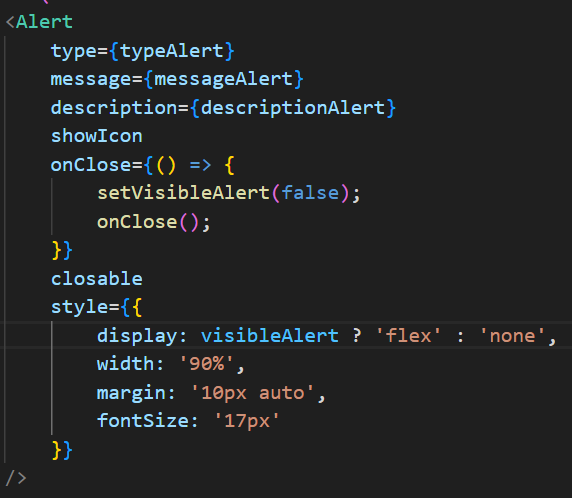 <Alert
type={typeAlert}
message={messageAlert}
description={descriptionAlert}
showIcon
onClose={() => {
setVisibleAlert(false);
onClose();
}}
closable
style={{
display: visibleAlert ? 'flex' : 'none',
width: '90%',
margin: '10px auto',
fontSize: '17px'
}}
/>